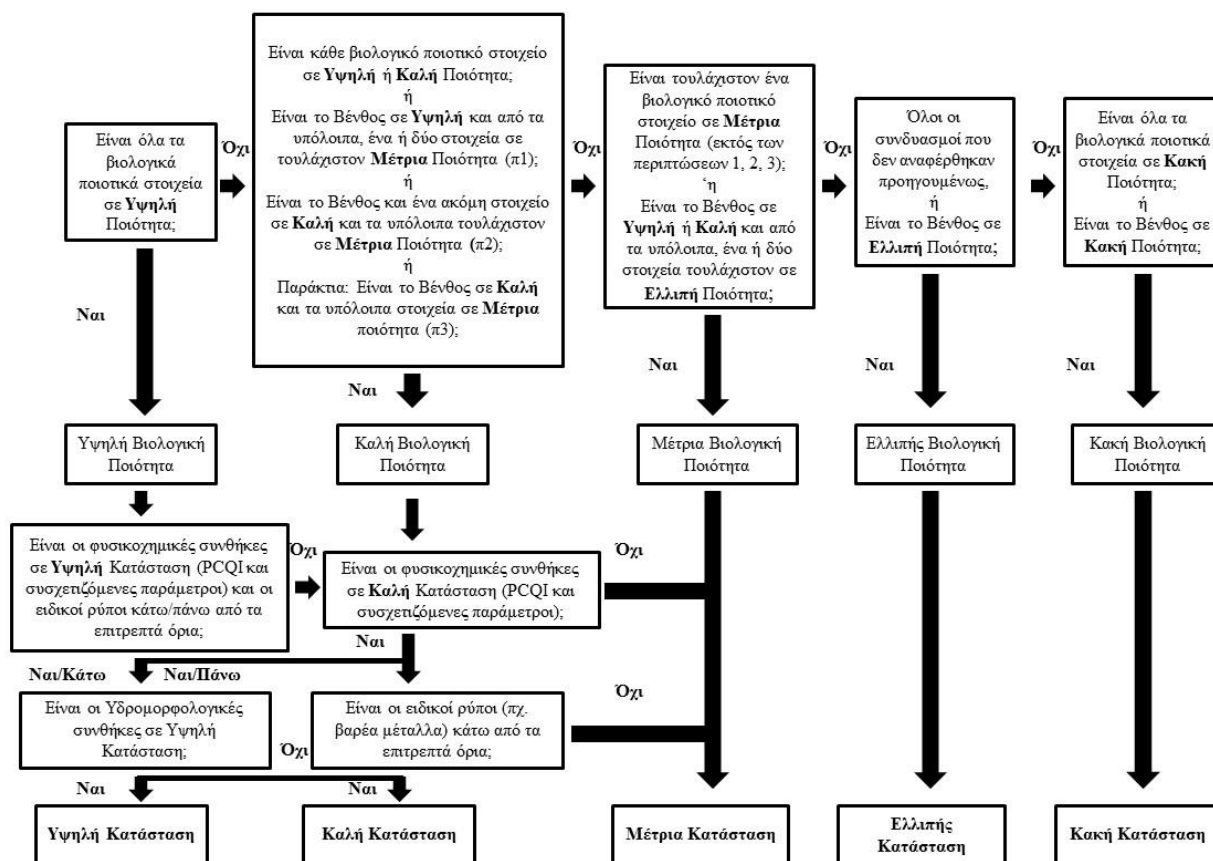 Είναι όλα τα
βιολογικά
ποιοτικά στοιχεία
σε Υψηλή
Ποιότητα;
Όχι
Είναι κάθε βιολογικό ποιοτικό στοιχείο
σε Υψηλή ή Καλή Ποιότητα;
ή
Είναι το Βένθος σε Υψηλή και από τα
υπόλοιπα, ένα ή δύο στοιχεία σε
τουλάχιστον Μέτρια Ποιότητα (π1);
ή
Είναι το Βένθος και ένα ακόμη στοιχείο
σε Καλή και τα υπόλοιπα τουλάχιστον
σε Μέτρια Ποιότητα (π2);
ή
Παράκτια: Είναι το Βένθος σε Καλή
και τα υπόλοιπα στοιχεία σε Μέτρια
ποιότητα (π3);
Όχι
Είναι τουλάχιστον ένα
βιολογικό ποιοτικό
στοιχείο σε Μέτρια
Ποιότητα (εκτός των
περιπτώσεων 1, 2, 3);
‘η
Είναι το Βένθος σε
Υψηλή ή Καλή και από
τα υπόλοιπα, ένα ή δύο
στοιχεία τουλάχιστον σε
Ελλιπή Ποιότητα;
Όχι
Όλοι οι
συνδυασμοί που
δεν αναφέρθηκαν
προηγουμένως,
ή
Είναι το Βένθος σε
Ελλιπή Ποιότητα;
Όχι
Είναι όλα τα
βιολογικά ποιοτικά
στοιχεία σε Κακή
Ποιότητα;
ή
Είναι το Βένθος σε
Κακή Ποιότητα;
Ναι
Ναι
Ναι
Ναι
Ναι
Υψηλή Βιολογική
Ποιότητα
Καλή Βιολογική
Ποιότητα
Μέτρια Βιολογική
Ποιότητα
Ελλιπής Βιολογική
Ποιότητα
Κακή Βιολογική
Ποιότητα
Είναι οι φυσικοχημικές συνθήκες
σε Υψηλή Κατάσταση (PCQI και
συσχετιζόμενες παράμετροι) και οι
ειδικοί ρύποι κάτω/πάνω από τα
επιτρεπτά όρια;
Όχι
Είναι οι φυσικοχημικές συνθήκες
σε Καλή Κατάσταση (PCQI και
συσχετιζόμενες παράμετροι);
Όχι
Ναι
Ναι/Κάτω
Ναι/Πάνω
Είναι οι Υδρομορφολογικές
συνθήκες σε Υψηλή
Κατάσταση;
Όχι
Είναι οι ειδικοί ρύποι (πχ.
βαρέα μέταλλα) κάτω από τα
επιτρεπτά όρια;
Όχι
Ναι
Ναι
Υψηλή Κατάσταση
Καλή Κατάσταση
Μέτρια Κατάσταση
Ελλιπής
Κατάσταση
Κακή Κατάσταση